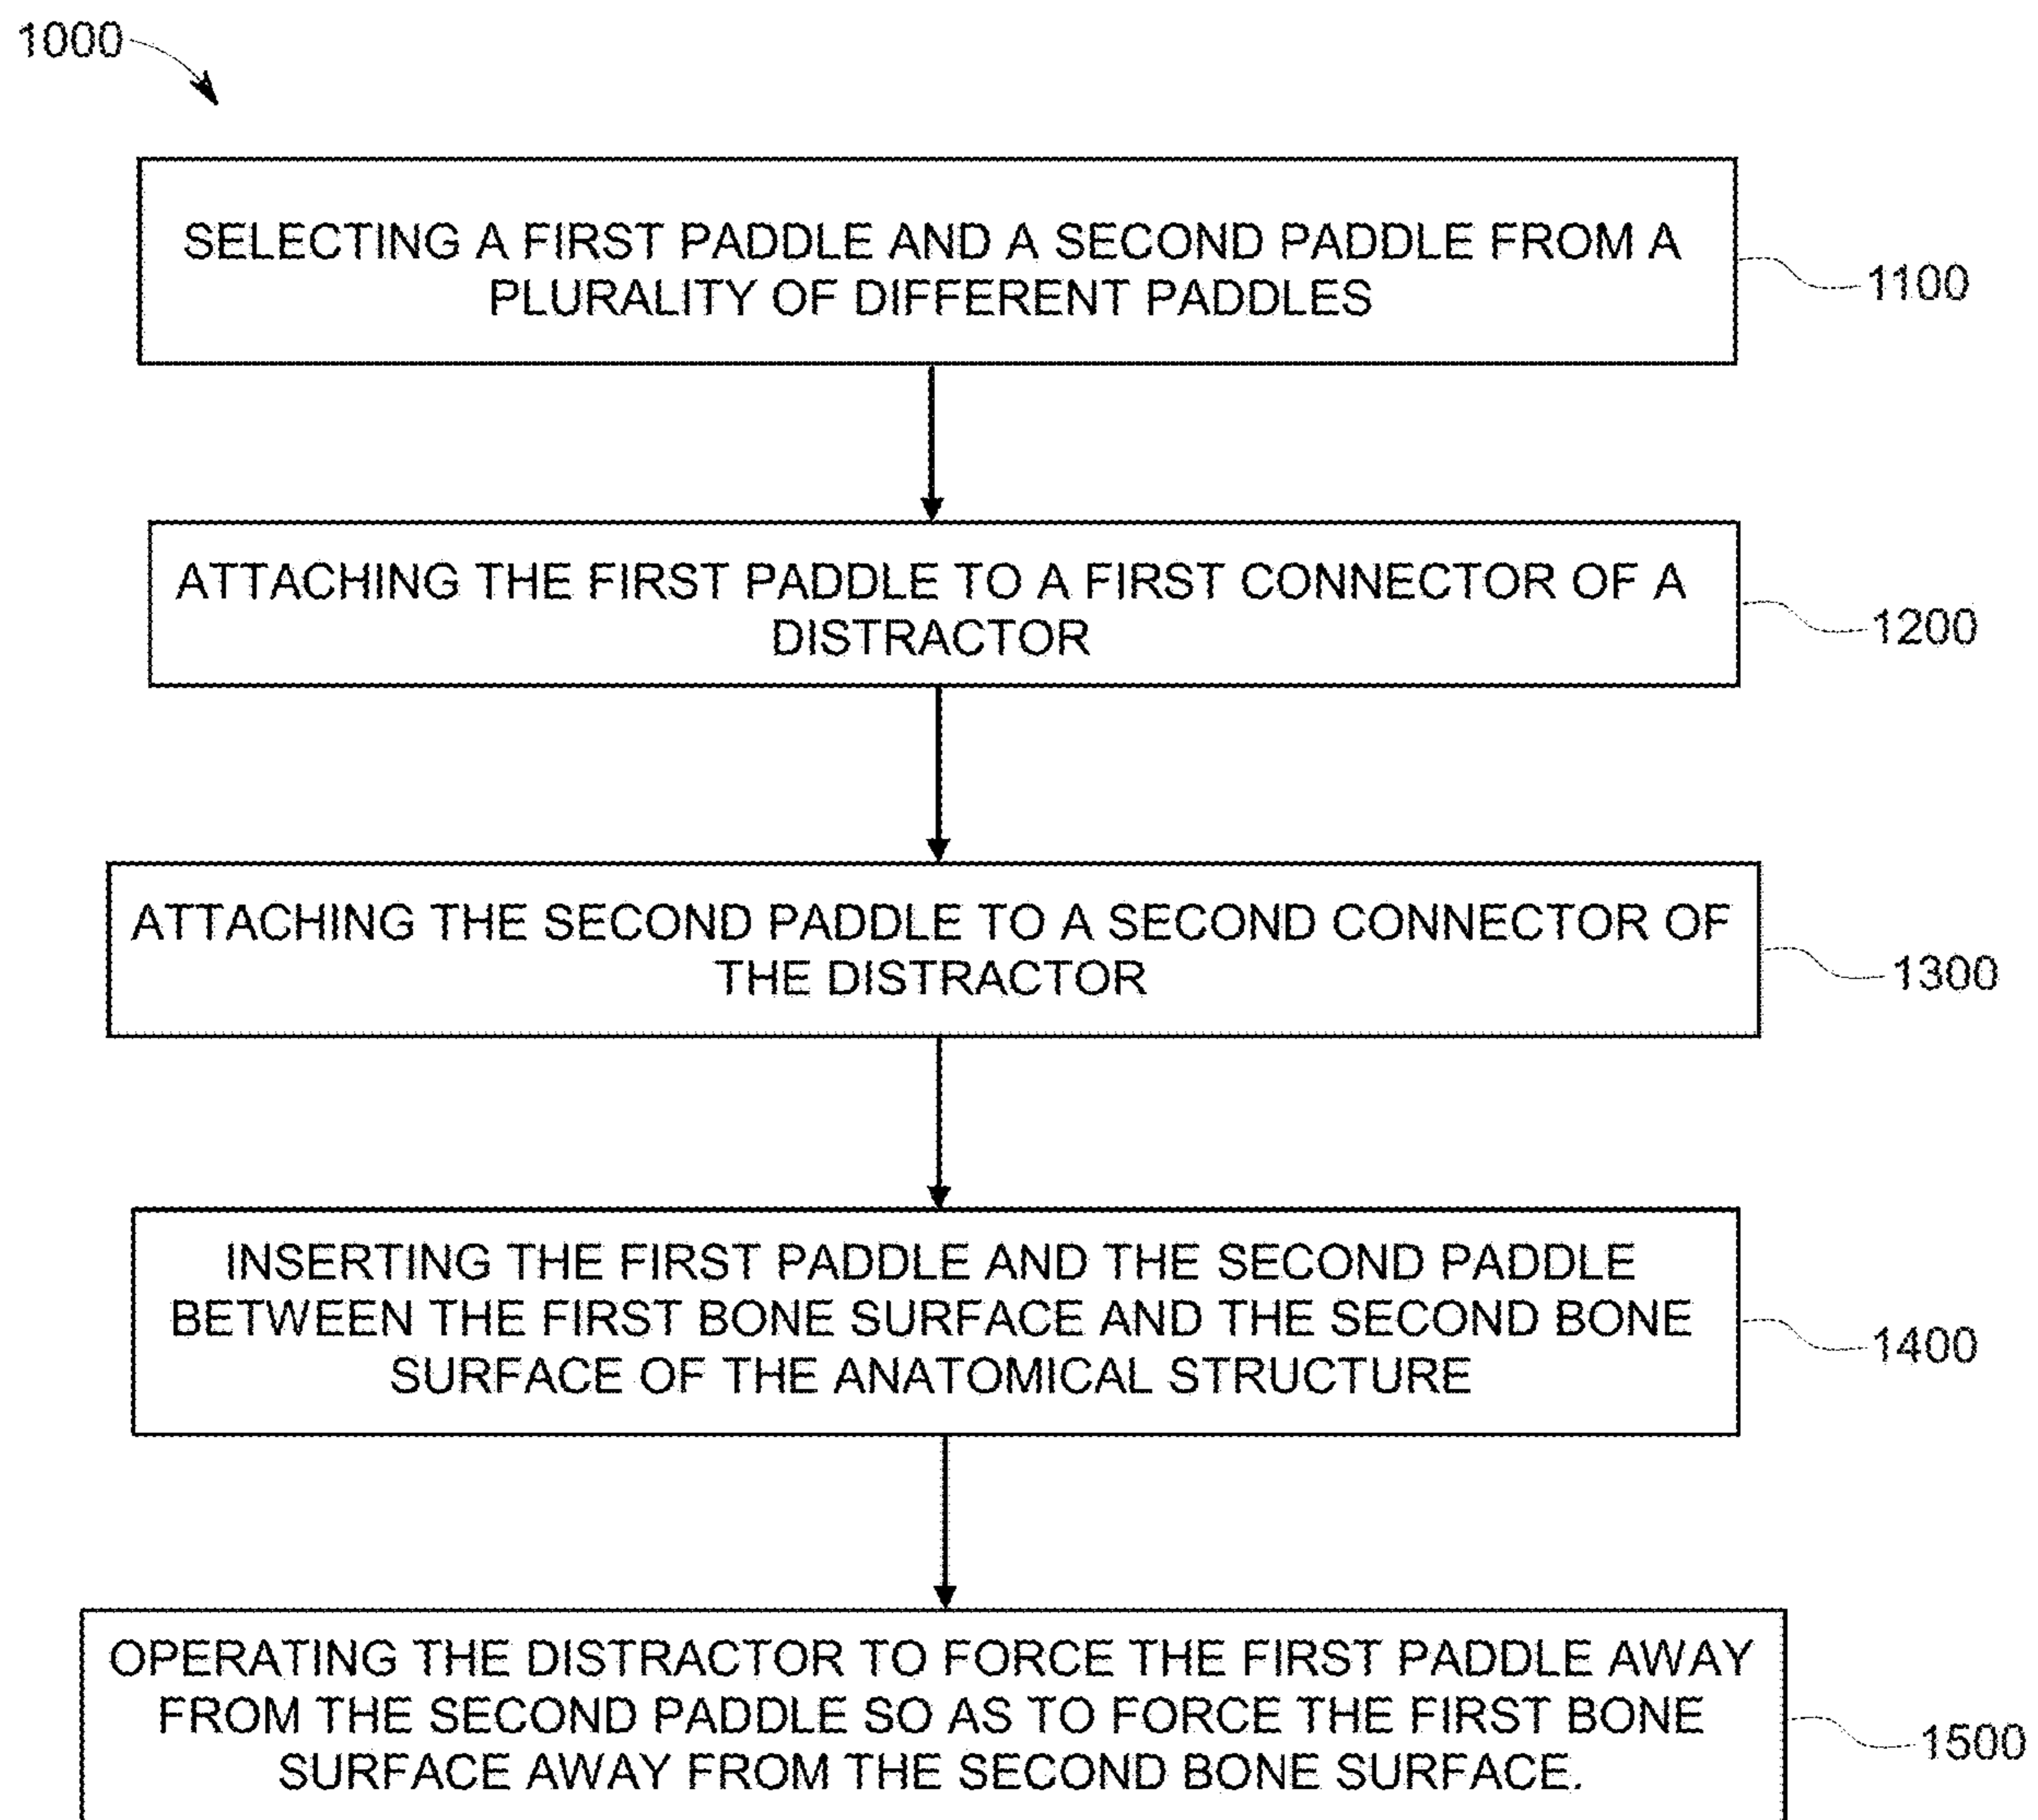 1000
SELECTING A FIRST PADDLE AND A SECOND PADDLE FROM A
PLURALITY OF DIFFERENT PADDLES
1100
ATTACHING THE FIRST PADDLE TO A FIRST CONNECTOR OF A
DISTRACTOR
1200
ATTACHING THE SECOND PADDLE TO A SECOND CONNECTOR OF
THE DISTRACTOR
1300
INSERTING THE FIRST PADDLE AND THE SECOND PADDLE
BETWEEN THE FIRST BONE SURFACE AND THE SECOND BONE
SURFACE OF THE ANATOMICAL STRUCTURE
1400
OPERATING THE DISTRACTOR TO FORCE THE FIRST PADDLE AWAY
FROM THE SECOND PADDLE SO AS TO FORCE THE FIRST BONE
SURFACE AWAY FROM THE SECOND BONE SURFACE.
1500